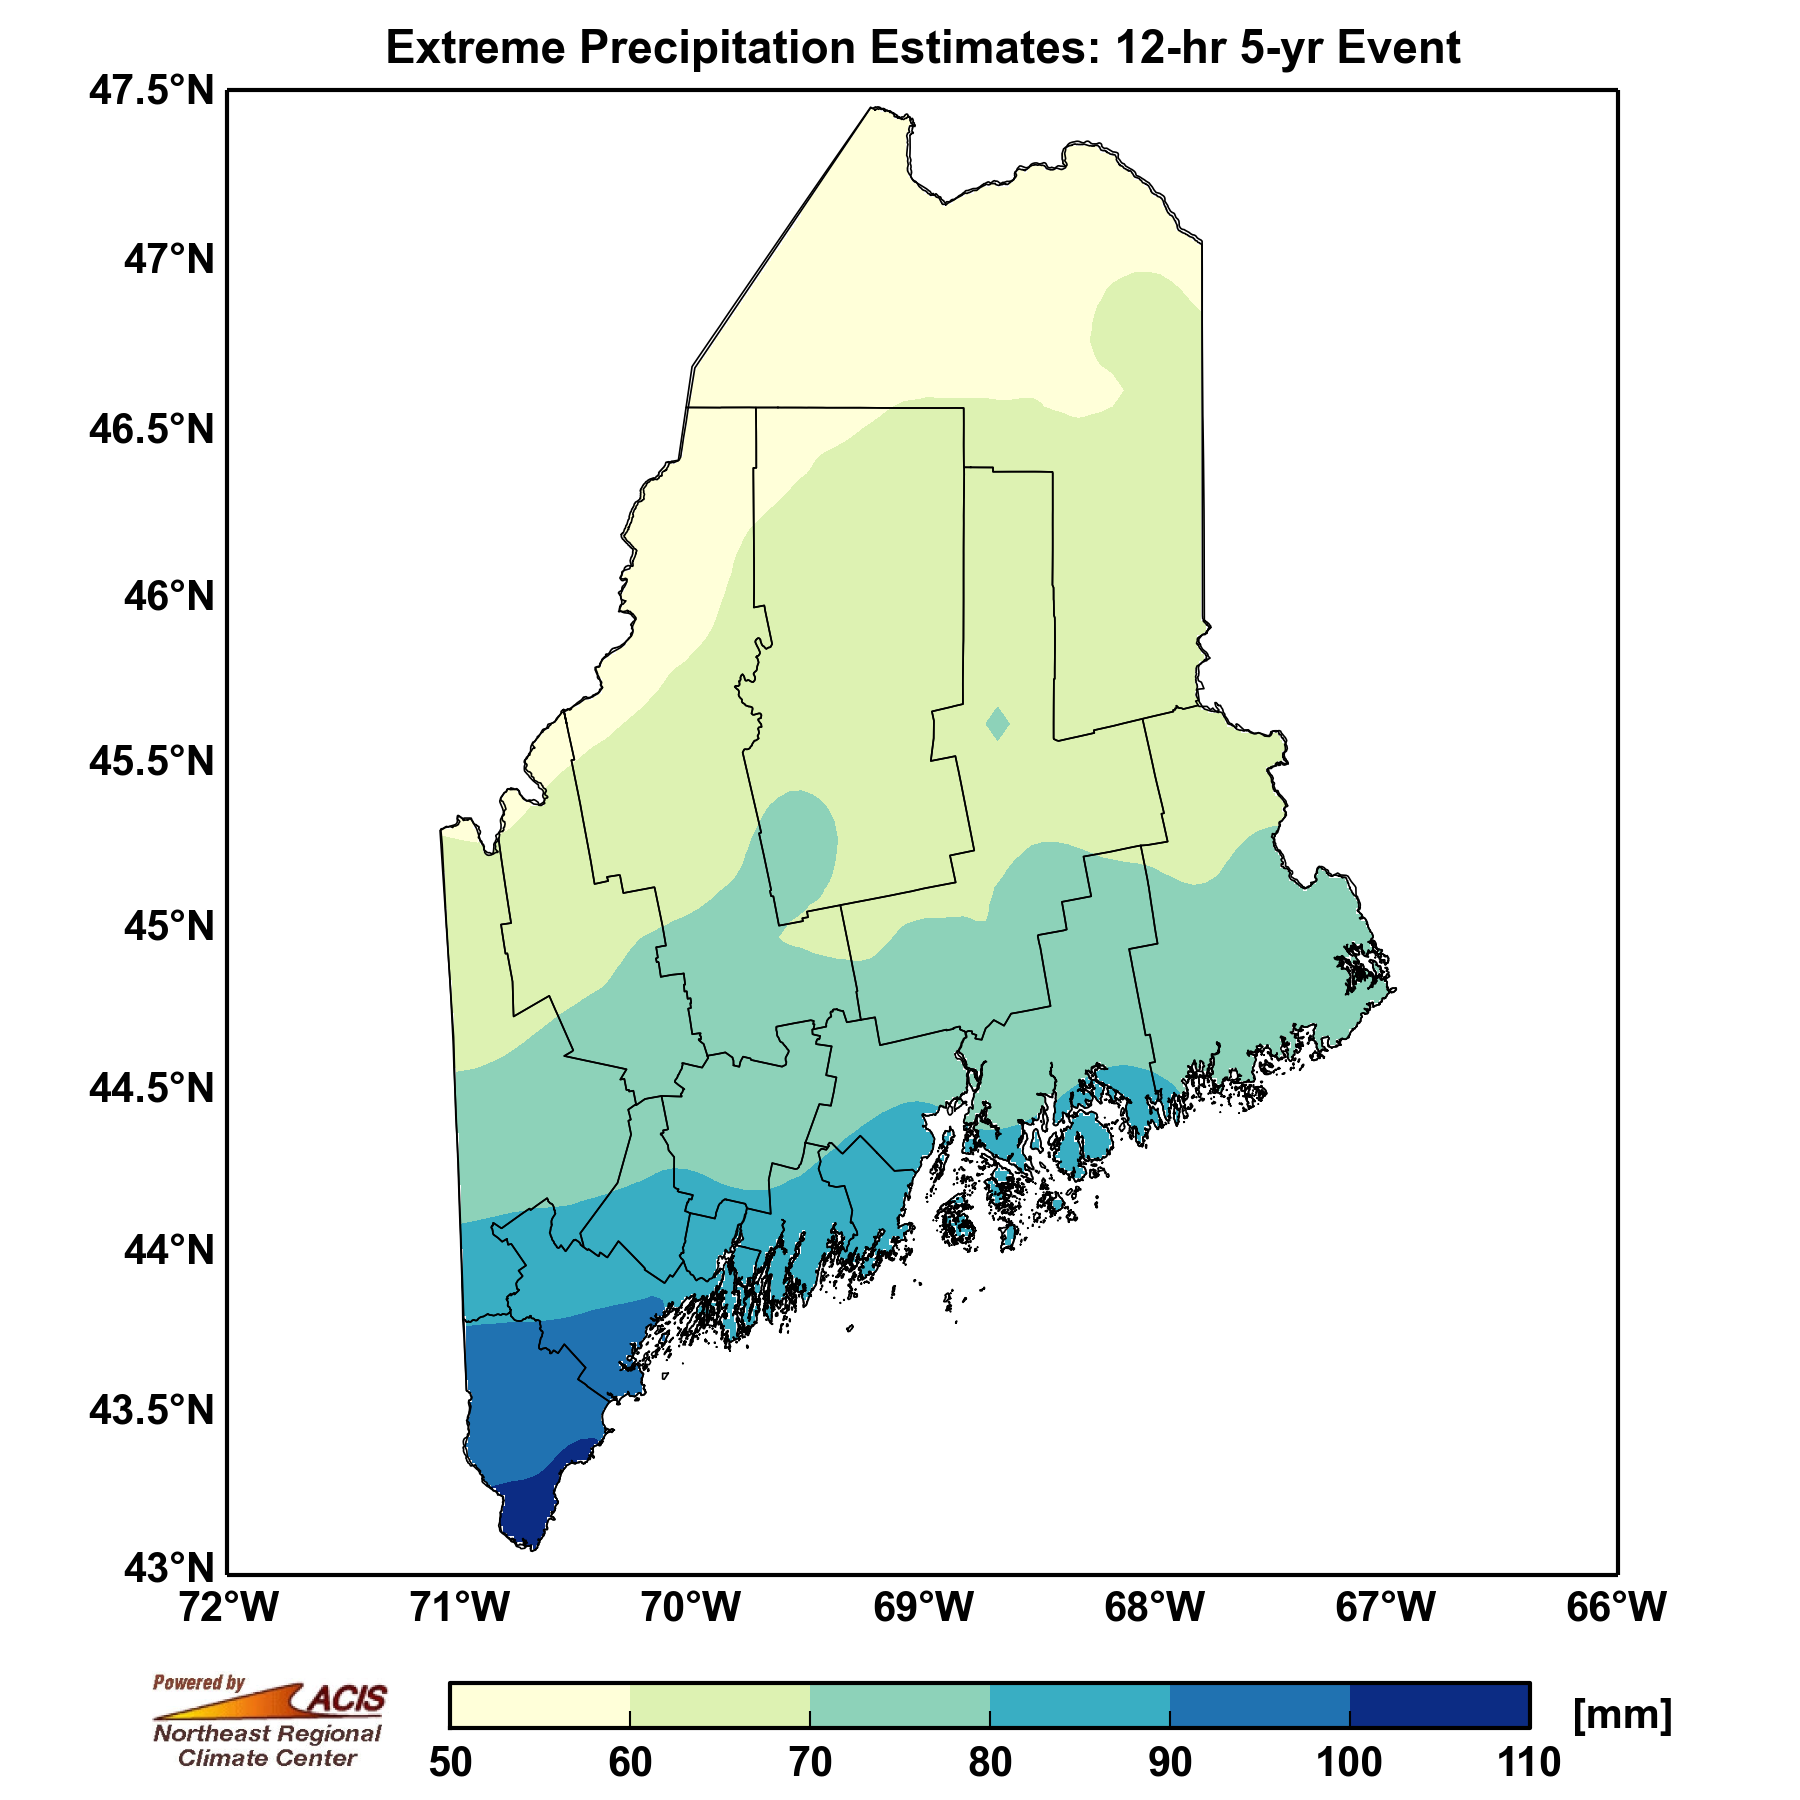 Extreme Precipitation Estimates: 12-hr 5-yr Event
47.5°N
47°N
46.5°N
46°N
45.5°N
45°N
44.5°N
44°N
43.5°N
43°N
72°W 71°W 70°W 69°W 68°W 67°W 66°W
Powered by
ACIS
Northeast Regional
Climate Center
[mm]
50 60 70 80 90 100 110